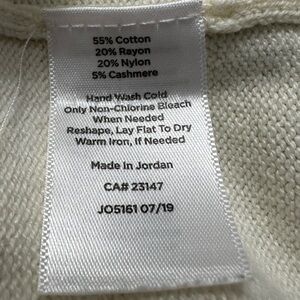 55% Cotton
20% Rayon
20% Nylon
5% Cashmere
Hand Wash Cold
Only Non-Chlorine Bleach
When Needed
Reshape, Lay Flat To Dry
Warm Iron, If Needed
Made in Jordan
CA# 23147
JO5161 07/19